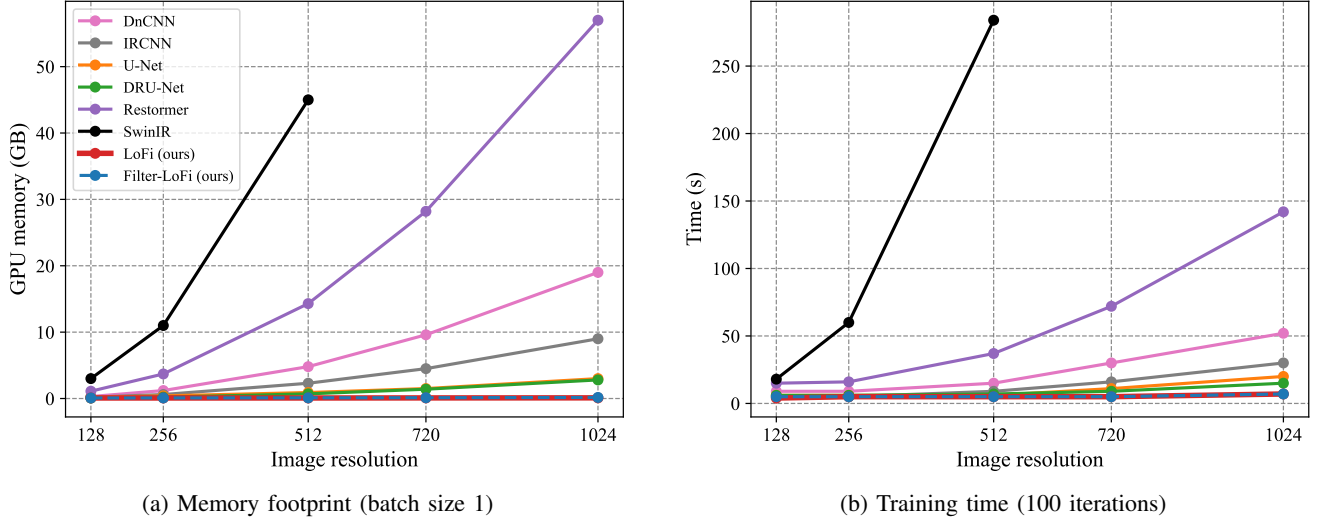 DnCNN
IRCNN
U-Net
DRU-Net
Restormer
SwinIR
LoFi (ours)
Filter-LoFi (ours)
GPU memory (GB)
50
40
30
20
10
0
128 256 512 720 1024
Image resolution
(a) Memory footprint (batch size 1)
Time (s)
250
200
150
100
50
0
128 256 512 720 1024
Image resolution
(b) Training time (100 iterations)